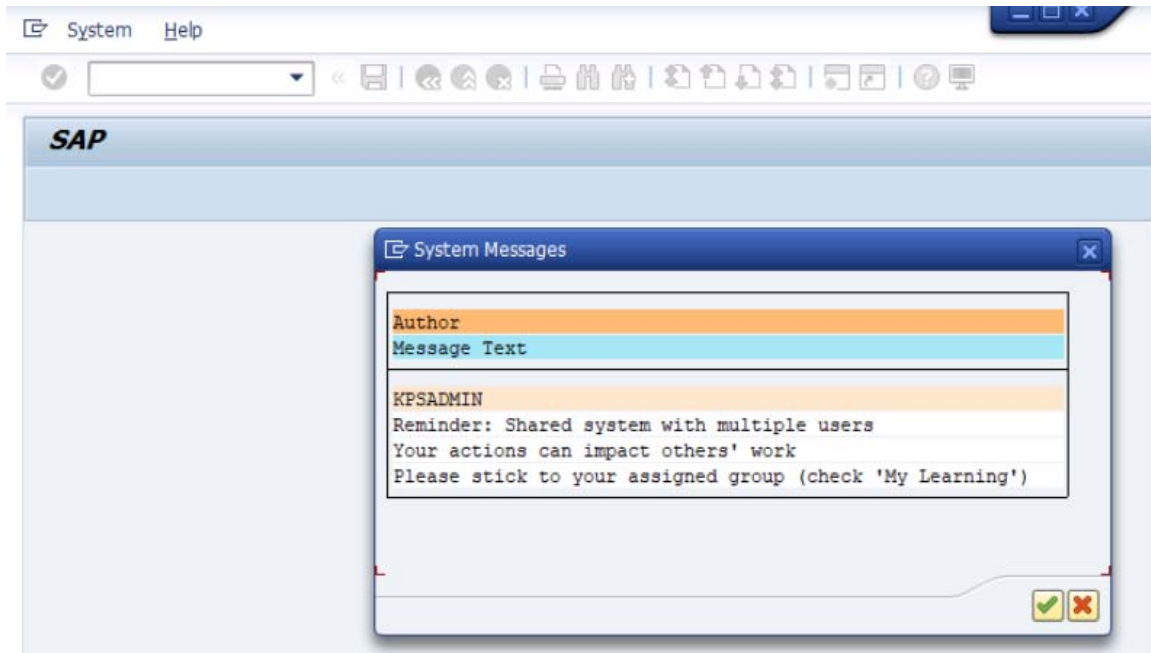 System Help
SAP
System Messages
Author
Message Text
KPSADMIN
Reminder: Shared system with multiple users
Your actions can impact others' work
Please stick to your assigned group (check 'My Learning')